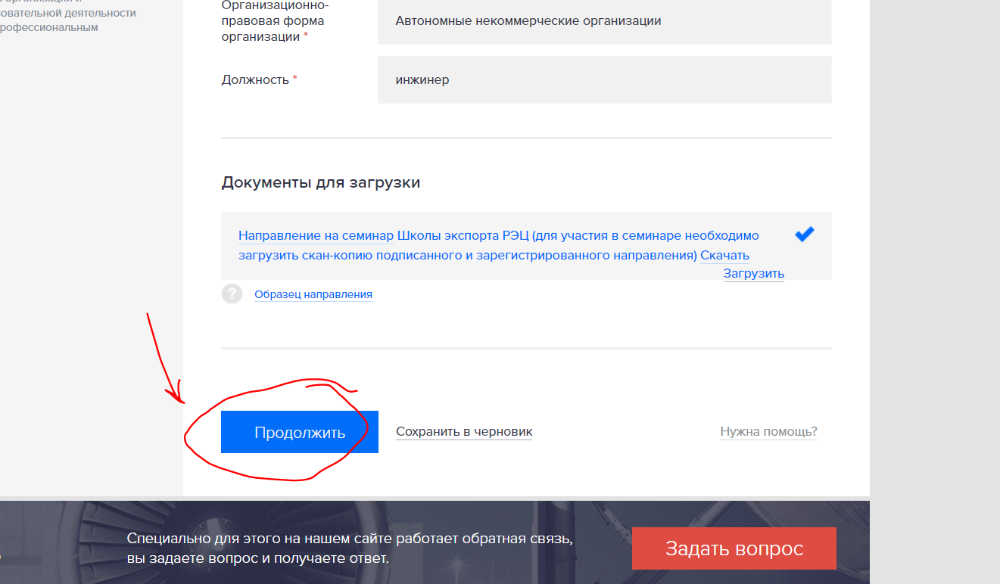 овательной деятельности
рофессиональным
Организационно-
правовая форма
организации *
Автономные некоммерческие организации
Должность *
инжинер
Документы для загрузки
Направление на семинар Школы экспорта РЭЦ (для участия в семинаре необходимо
загрузить скан-копию подписанного и зарегистрированного направления) Скачать
Загрузить
? Образец направления
Продолжить
Сохранить в черновик
Нужна помощь?
Специально для этого на нашем сайте работает обратная связь,
вы задаете вопрос и получаете ответ.
Задать вопрос